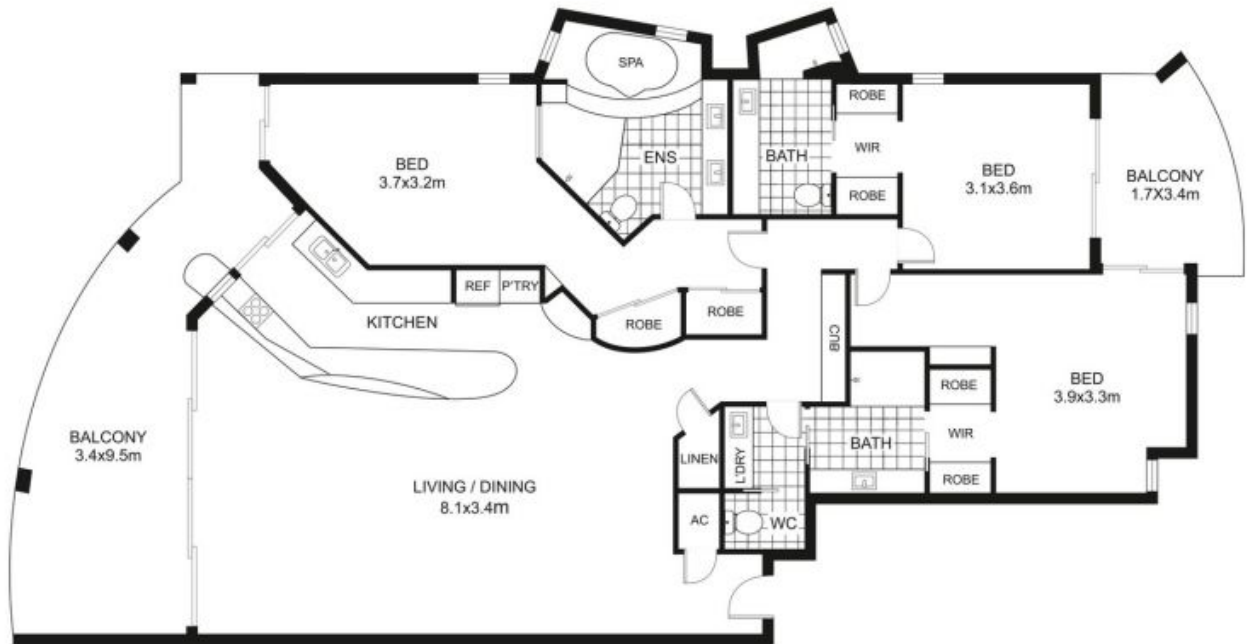 SPA
ROBE
BED
3.7x3.2m
ENS
BATH
WIR
ROBE
BED
3.1x3.6m
BALCONY
1.7X3.4m
REF
P'TRY
KITCHEN
ROBE
ROBE
CUB
BALCONY
3.4x9.5m
LIVING / DINING
8.1x3.4m
LINEN
L'DRY
AC
WC
BATH
ROBE
WIR
ROBE
BED
3.9x3.3m